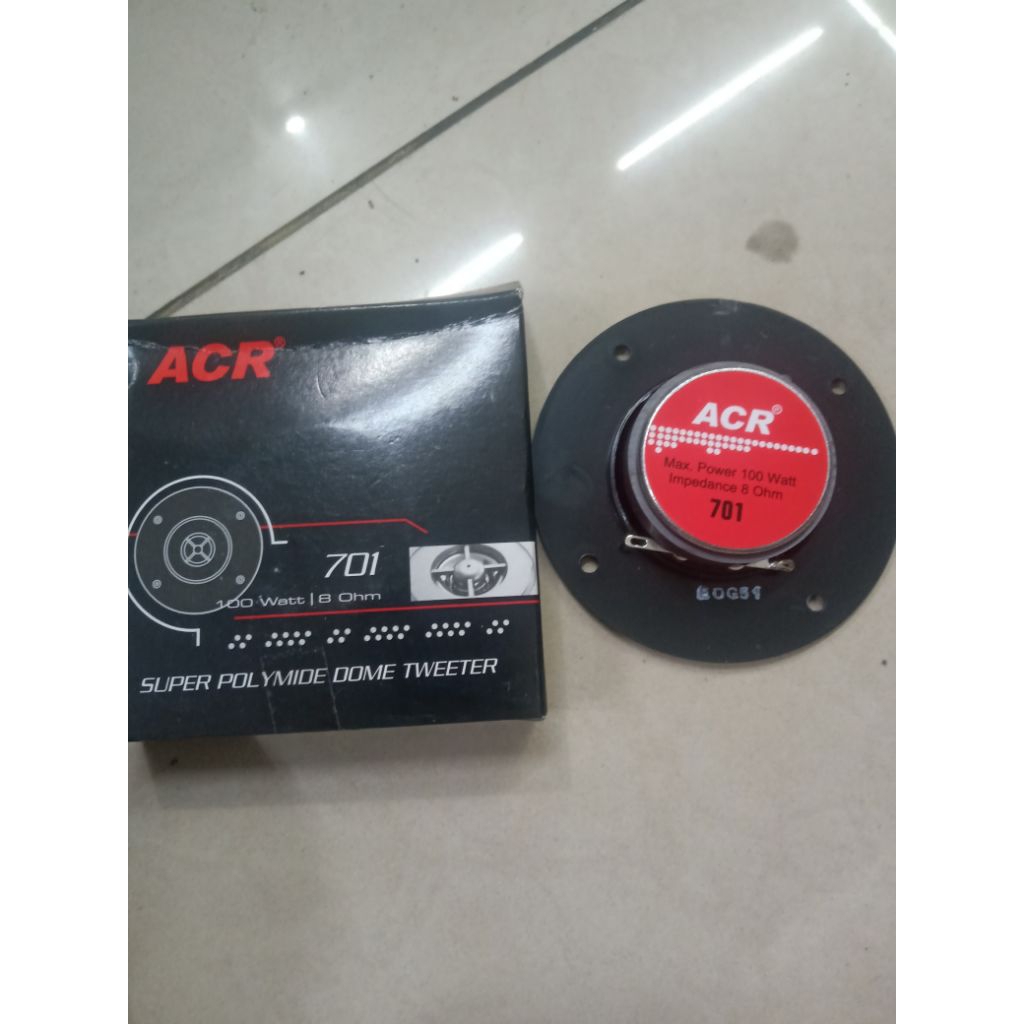 ACR®
701
100 Watt | 8 Ohm
SUPER POLYMIDE DOME TWEETER
ACR®
Max. Power 100 Watt
Impedance 8 Ohm
701